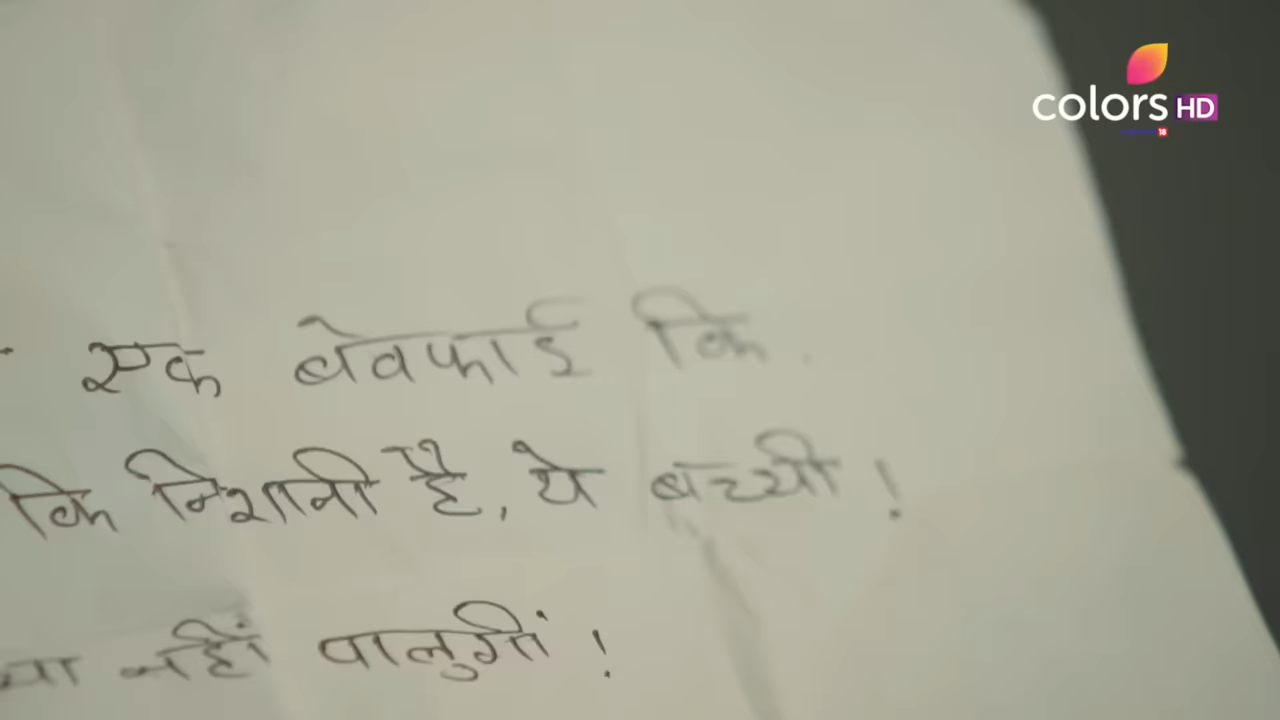 colors HD
एक बेवफाई कि
कि निशानी है, ये बच्ची !
नहीं पालुगीं !